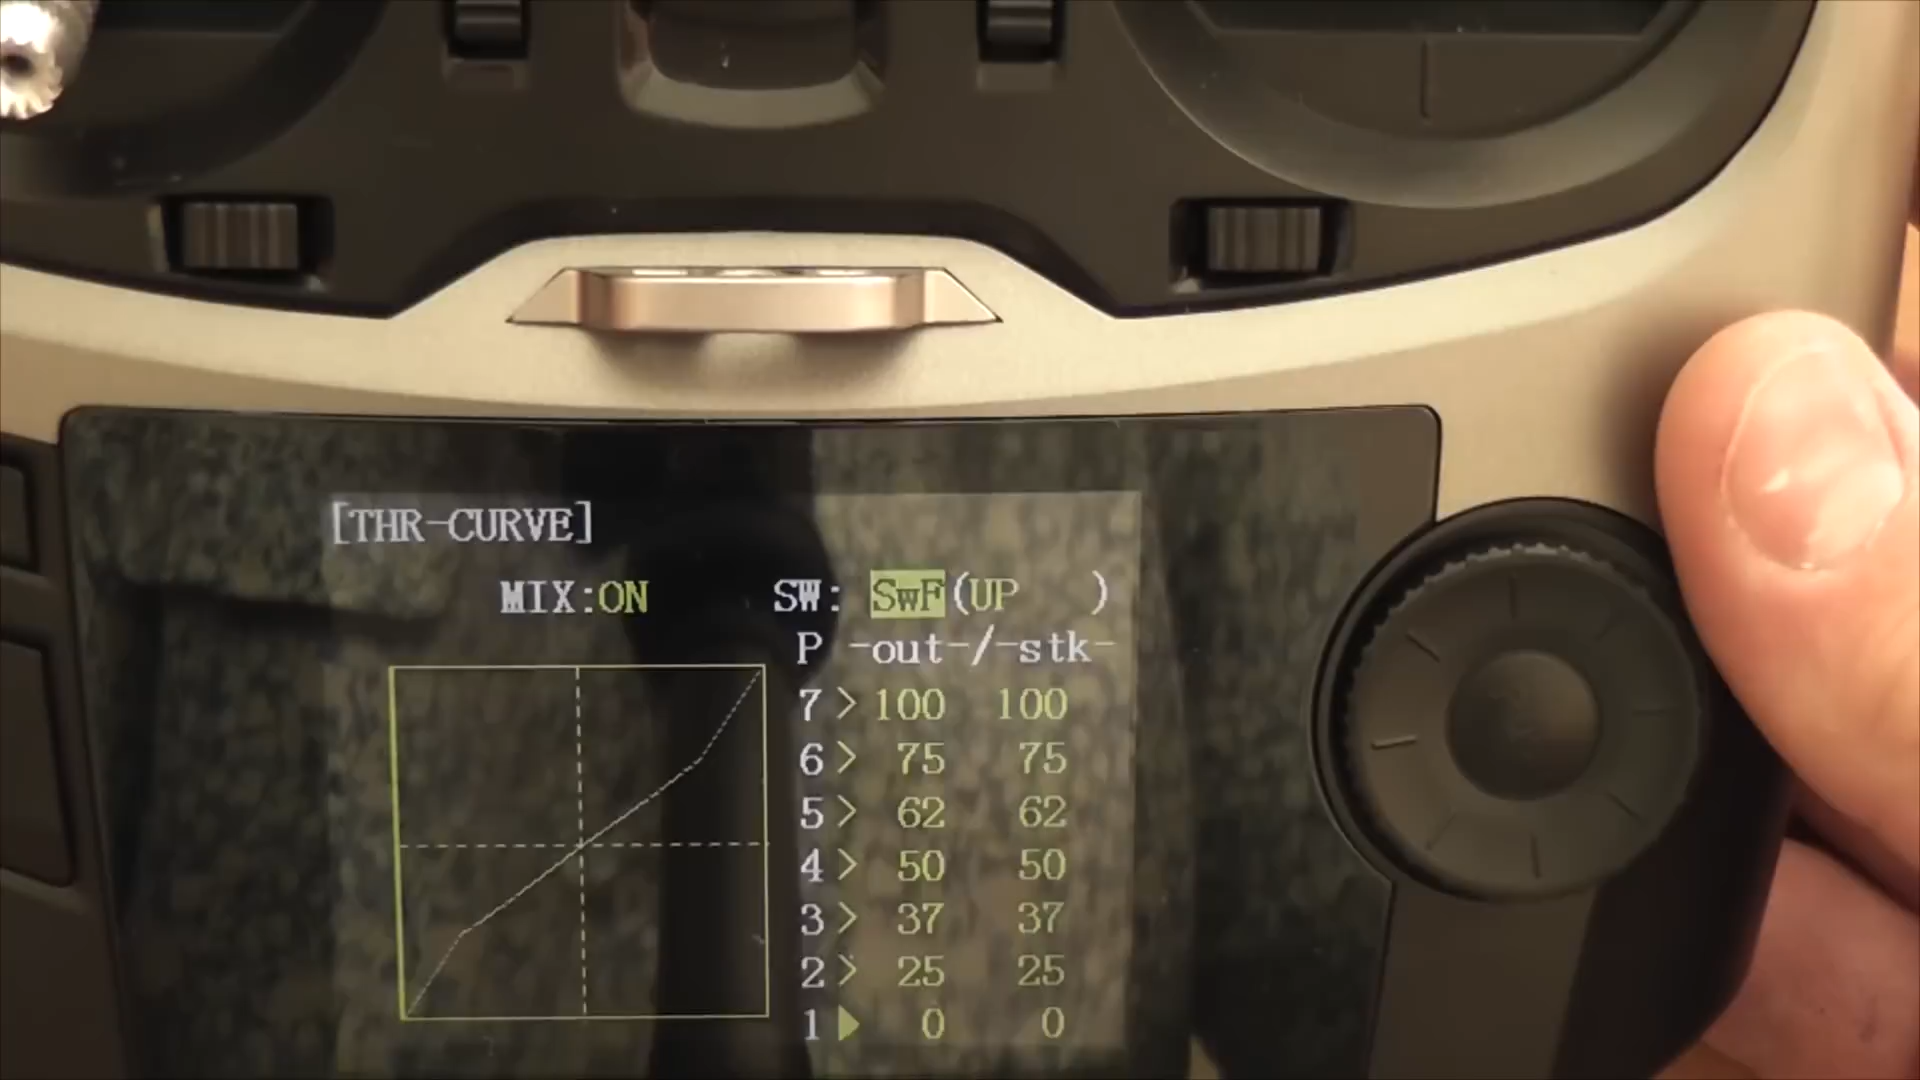 [THR-CURVE]
MIX:ON SW: SwF(UP )
P -out-/-stk-
7> 100 100
6> 75 75
5> 62 62
4> 50 50
3> 37 37
2> 25 25
1▶ 0 0